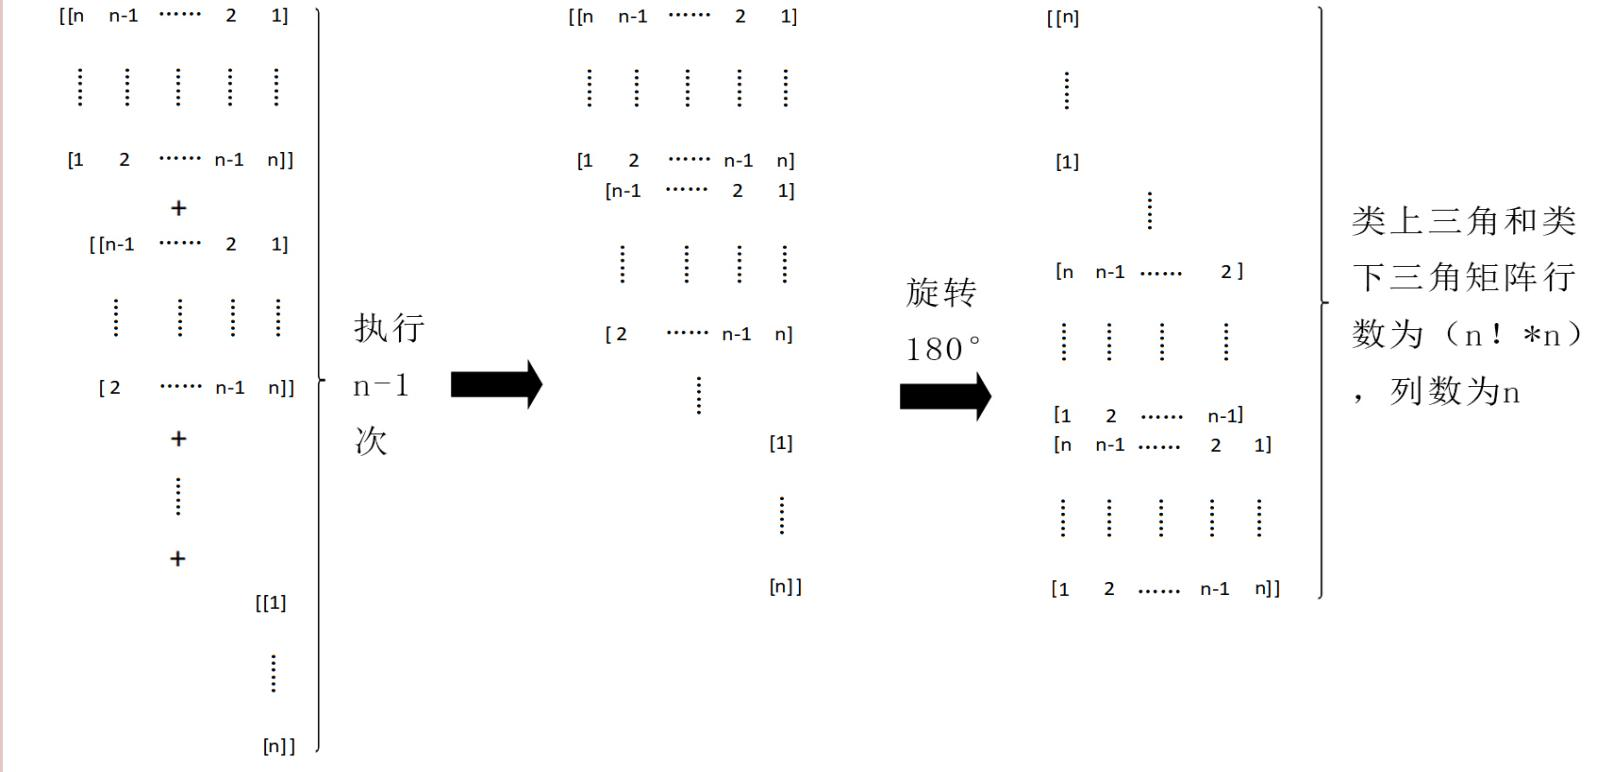 [[n n-1 …… 2 1]
[1 2 …… n-1 n]]
+
[[n-1 …… 2 1]
[2 …… n-1 n]]
+
+
[[1]
[n]]
执行
n-1
次
[[n n-1 …… 2 1]
[1 2 …… n-1 n]
[n-1 …… 2 1]
[2 …… n-1 n]
[1]
[n]]
旋转
180°
[[n]
[1]
[n n-1 …… 2]
[1 2 …… n-1]
[n n-1 …… 2 1]
[1 2 …… n-1 n]]
类上三角和类
下三角矩阵行
数为（n！*n）
，列数为n